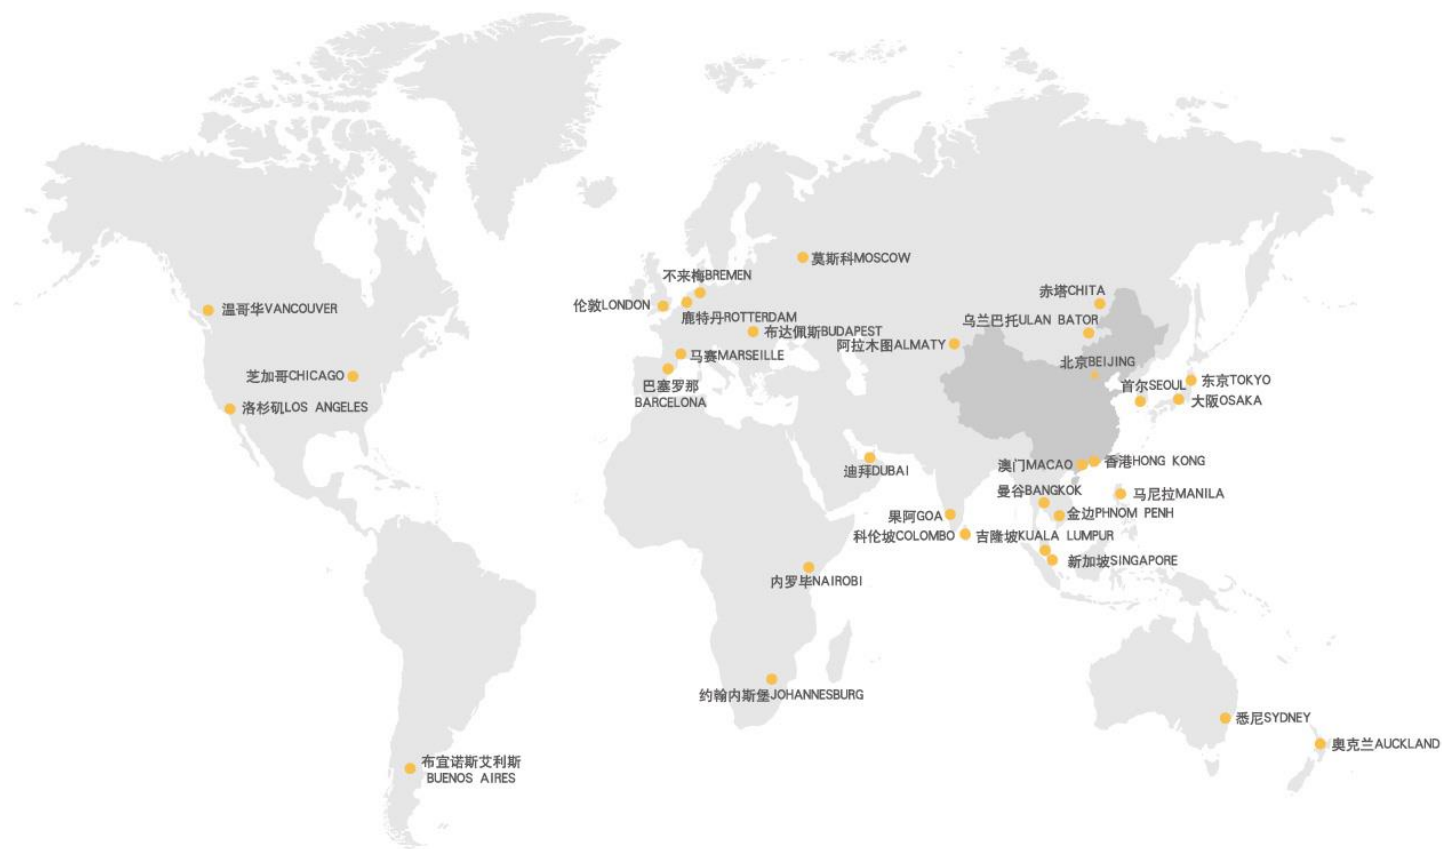 莫斯科MOSCOW
不来梅BREMEN
赤塔CHITA
伦敦LONDON
温哥华VANCOUVER
鹿特丹ROTTERDAM
乌兰巴托ULAN BATOR
布达佩斯BUDAPEST
阿拉木图ALMATY
马赛MARSEILLE
北京BEIJING
芝加哥CHICAGO
巴塞罗那
BARCELONA
首尔SEOUL
东京TOKYO
大阪OSAKA
洛杉矶LOS ANGELES
香港HONG KONG
澳门MACAO
迪拜DUBAI
曼谷BANGKOK
马尼拉MANILA
金边PHNOM PENH
果阿GOA
科伦坡COLOMBO
吉隆坡KUALA LUMPUR
新加坡SINGAPORE
内罗毕NAIROBI
约翰内斯堡JOHANNESBURG
悉尼SYDNEY
奥克兰AUCKLAND
布宜诺斯艾利斯
BUENOS AIRES